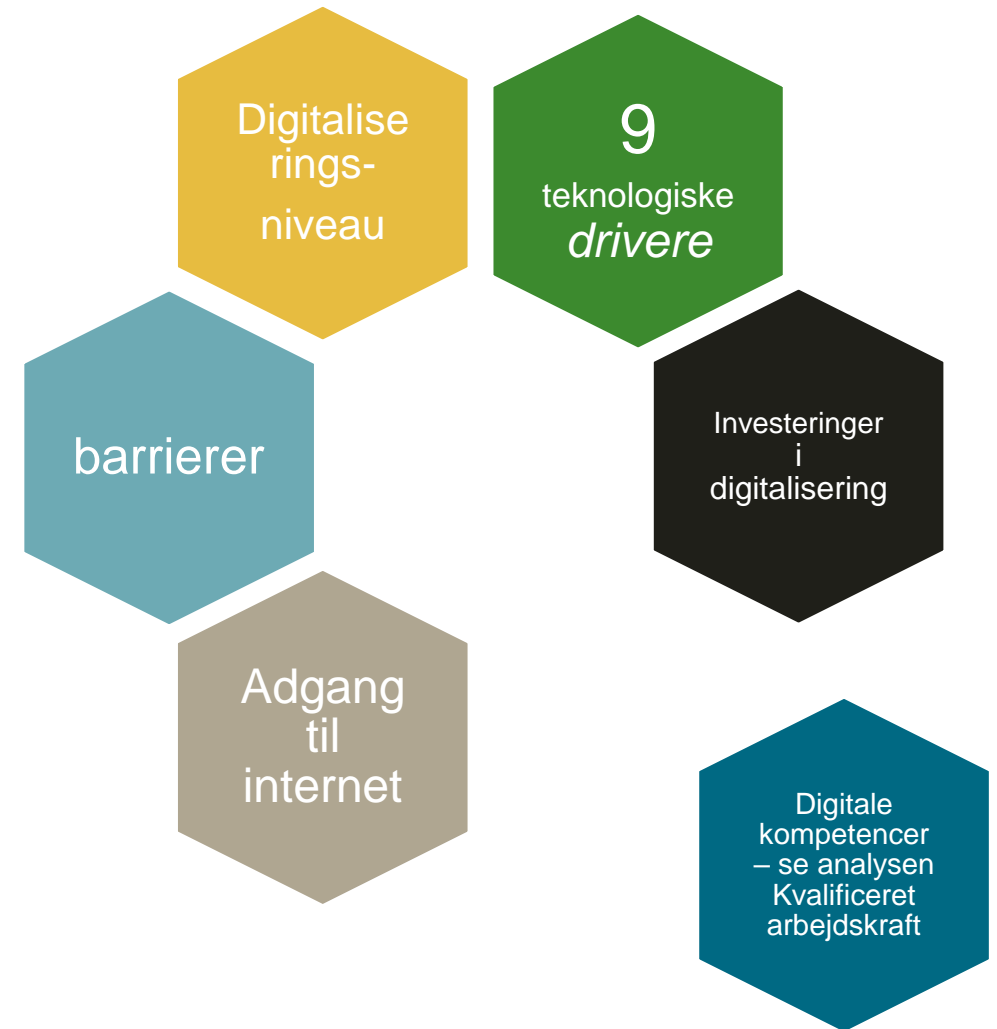 Digitalise
rings-
niveau
9
teknologiske
drivere
barrierer
Investeringer
i
digitalisering
Adgang
til
internet
Digitale
kompetencer
– se analysen
Kvalificeret
arbejdskraft